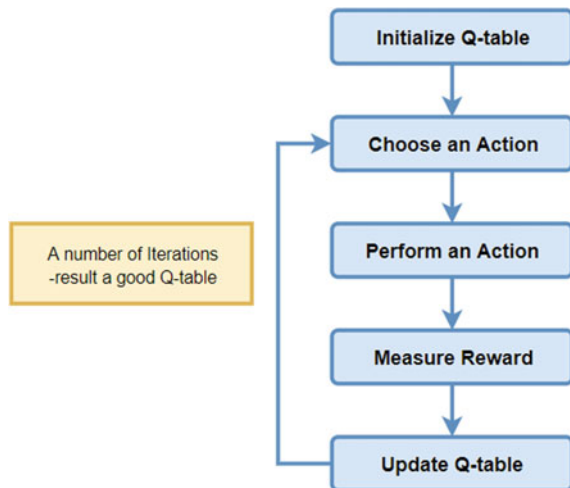 Initialize Q-table
Choose an Action
A number of Iterations
-result a good Q-table
Perform an Action
Measure Reward
Update Q-table